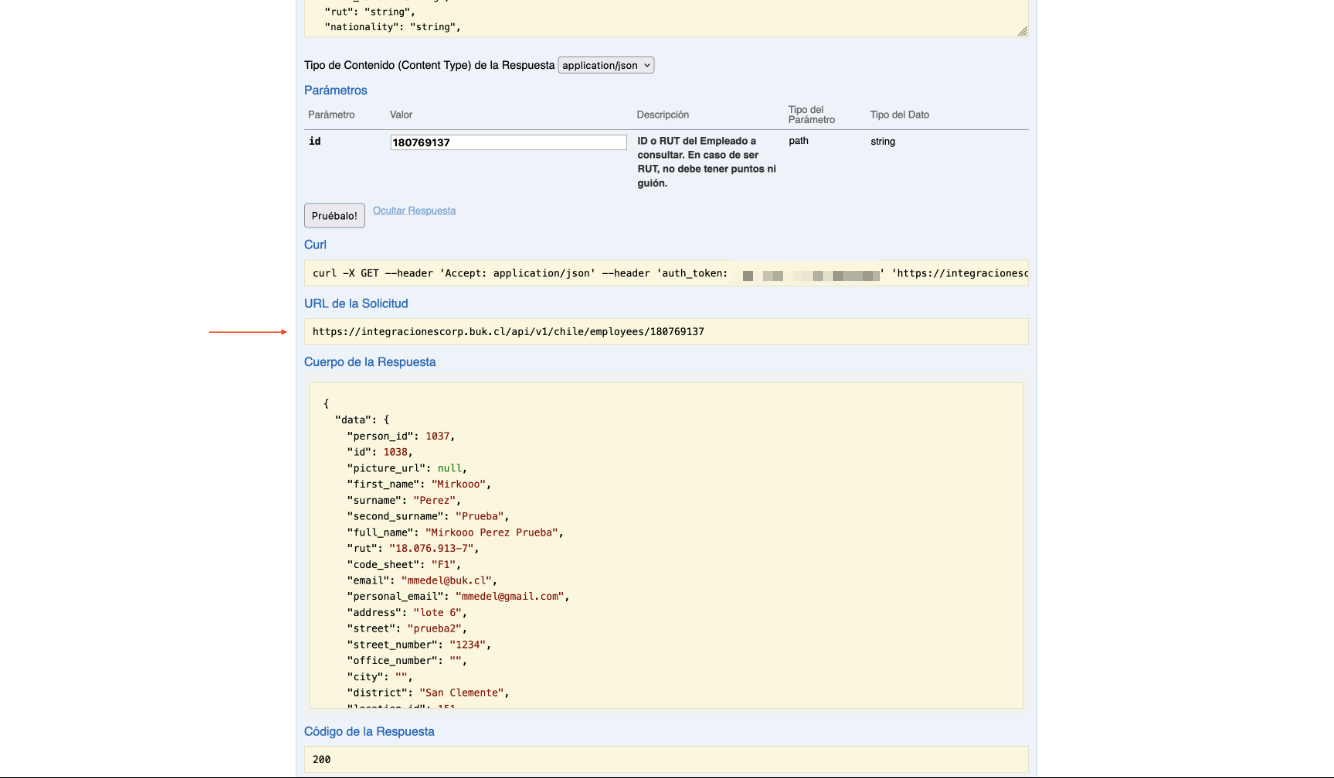 "rut": "string",
"nationality": "string",
Tipo de Contenido (Content Type) de la Respuesta application/json
Parámetros
Parámetro Valor Descripción Tipo del Parámetro Tipo del Dato
id 180769137 ID o RUT del Empleado a consultar. En caso de ser RUT, no debe tener puntos ni guión. path string
Pruébalo! Ocultar Respuesta
Curl
curl -X GET --header 'Accept: application/json' --header 'auth_token: ' 'https://integracionesc
URL de la Solicitud
https://integracionescorp.buk.cl/api/v1/chile/employees/180769137
Cuerpo de la Respuesta
{
"data": {
"person_id": 1037,
"id": 1038,
"picture_url": null,
"first_name": "Mirkooo",
"surname": "Perez",
"second_surname": "Prueba",
"full_name": "Mirkooo Perez Prueba",
"rut": "18.076.913-7",
"code_sheet": "F1",
"email": "mmedel@buk.cl",
"personal_email": "mmedel@gmail.com",
"address": "lote 6",
"street": "prueba2",
"street_number": "1234",
"office_number": "",
"city": "",
"district": "San Clemente",
"location_id": 151
Código de la Respuesta
200